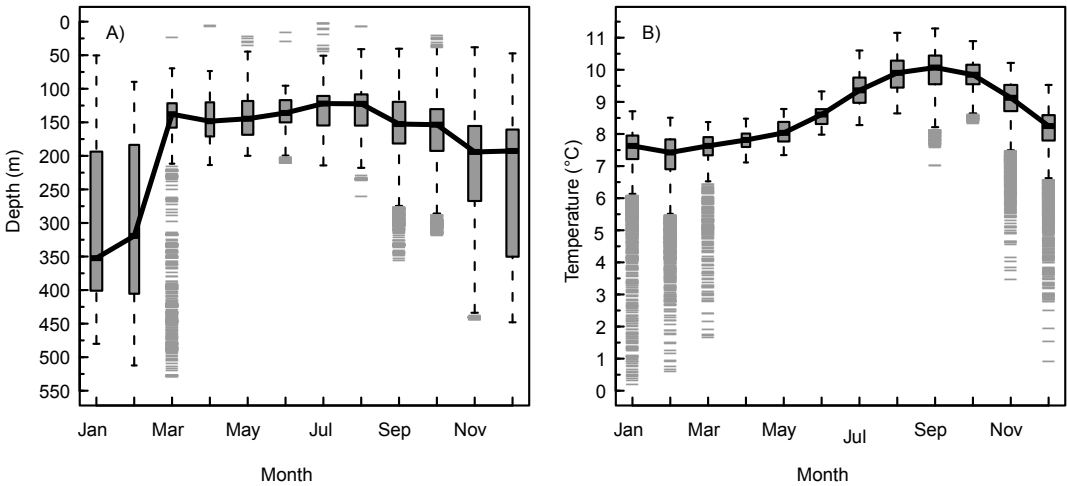 A)
0
50
100
150
200
250
300
350
400
450
500
550
Depth (m)
Jan
Mar
May
Jul
Sep
Nov
Month
B)
11
10
9
8
7
6
5
4
3
2
1
0
Temperature (°C)
Jan
Mar
May
Jul
Sep
Nov
Month